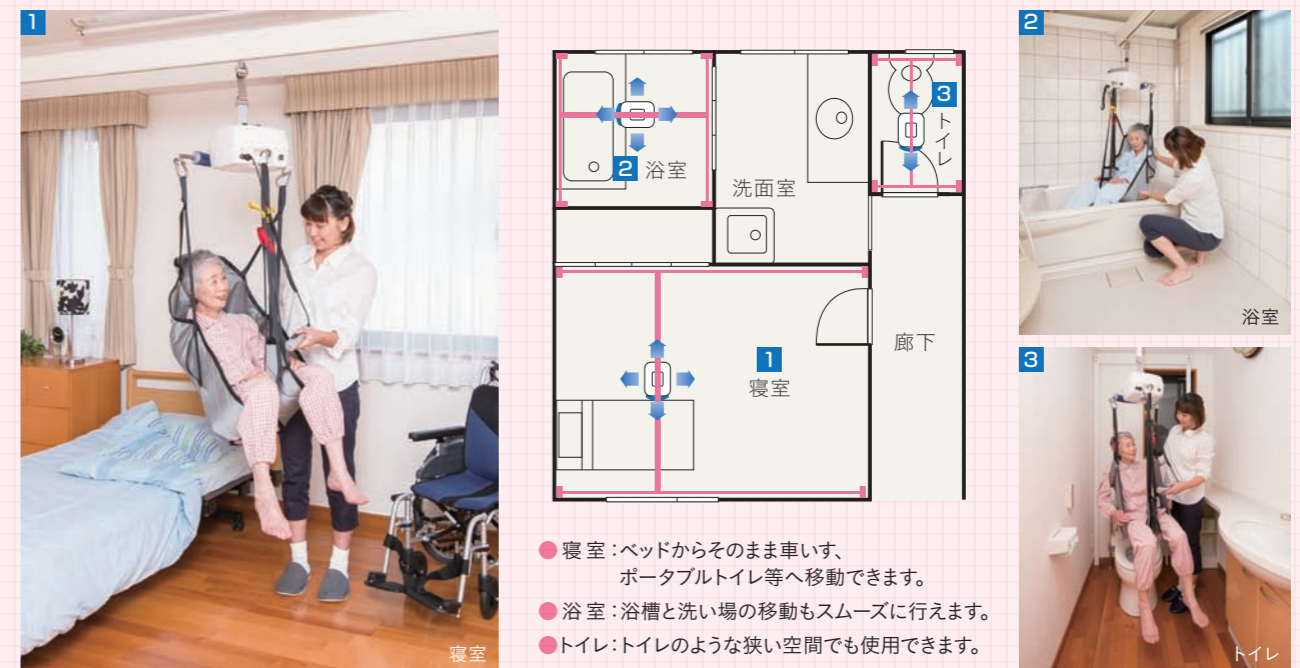 1
寝室
2
浴室
洗面室
3
トイレ
1
寝室
廊下
● 寝 室：ベッドからそのまま車いす、
ポータブルトイレ等へ移動できます。
● 浴 室：浴槽と洗い場の移動もスムーズに行えます。
●トイレ：トイレのような狭い空間でも使用できます。
2
浴室
3
トイレ